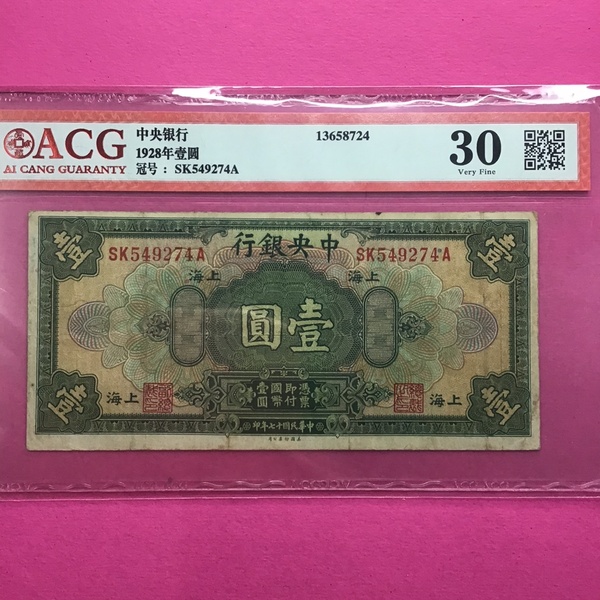 ACG
AI CANG GUARANTY
中央银行
1928年壹圆
冠号：SK549274A
13658724
30
Very Fine
行銀央中
SK549274A
SK549274A
壹
壹
海上
海上
圓壹
憑票即付國幣壹圓
海上
海上
壹
壹
印年七十國民華中